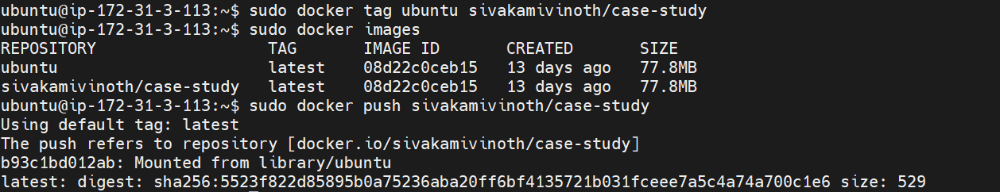 ubuntu@ip-172-31-3-113:~$ sudo docker tag ubuntu sivakamivinoth/case-study
ubuntu@ip-172-31-3-113:~$ sudo docker images
REPOSITORY                  TAG       IMAGE ID       CREATED       SIZE
ubuntu                      latest    08d22c0ceb15   13 days ago   77.8MB
sivakamivinoth/case-study   latest    08d22c0ceb15   13 days ago   77.8MB
ubuntu@ip-172-31-3-113:~$ sudo docker push sivakamivinoth/case-study
Using default tag: latest
The push refers to repository [docker.io/sivakamivinoth/case-study]
b93c1bd012ab: Mounted from library/ubuntu
latest: digest: sha256:5523f822d85895b0a75236aba20ff6bf4135721b031fceee7a5c4a74a700c1e6 size: 529